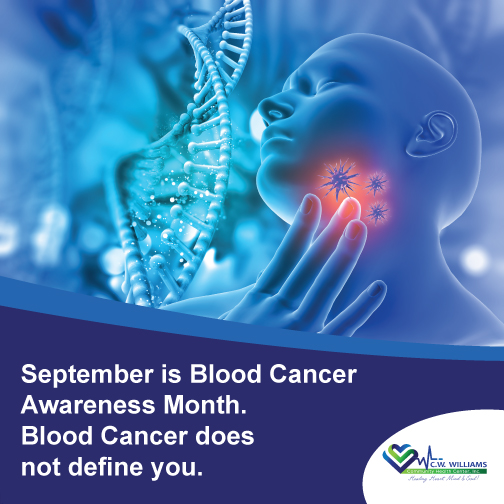 September is Blood Cancer
Awareness Month.
Blood Cancer does
not define you.
C.W. WILLIAMS
Community Health Center, Inc.
Healing Heart Mind & Soul!